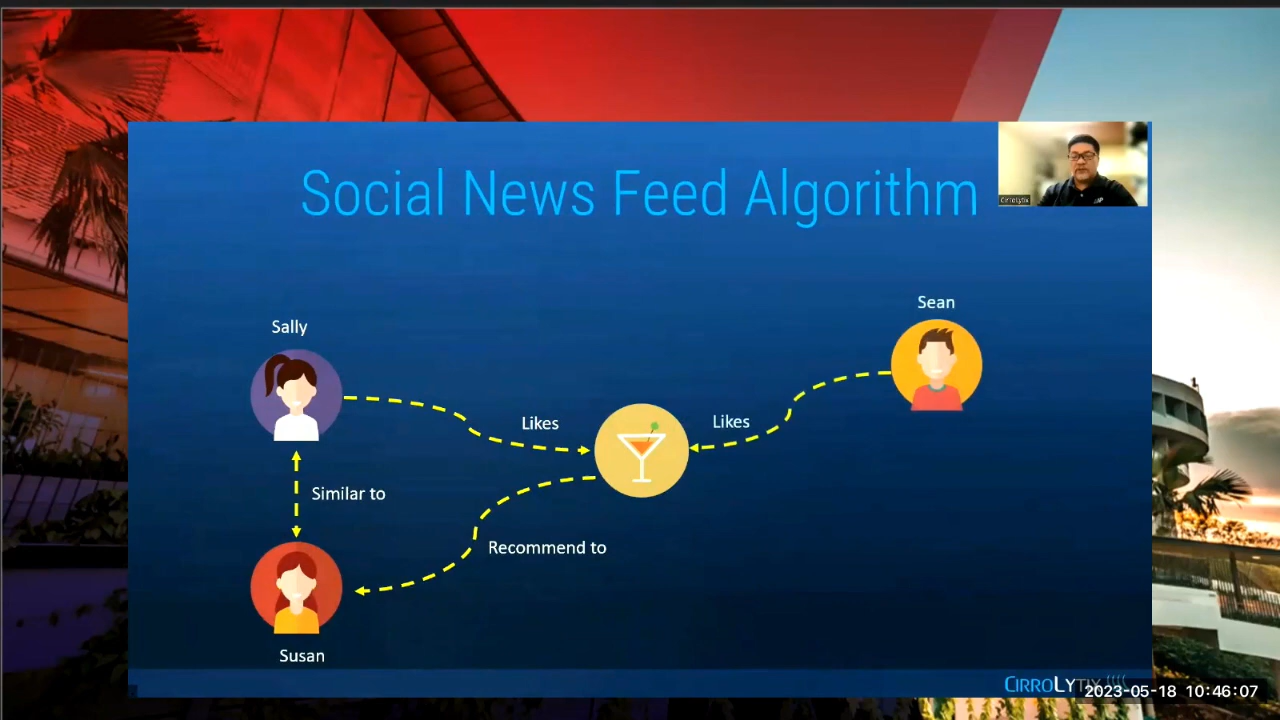 Social News Feed Algorithm
CirroLytix
Sean
Sally
Likes
Likes
Similar to
Recommend to
Susan
CIRROLYTIX
2023-05-18 10:46:07